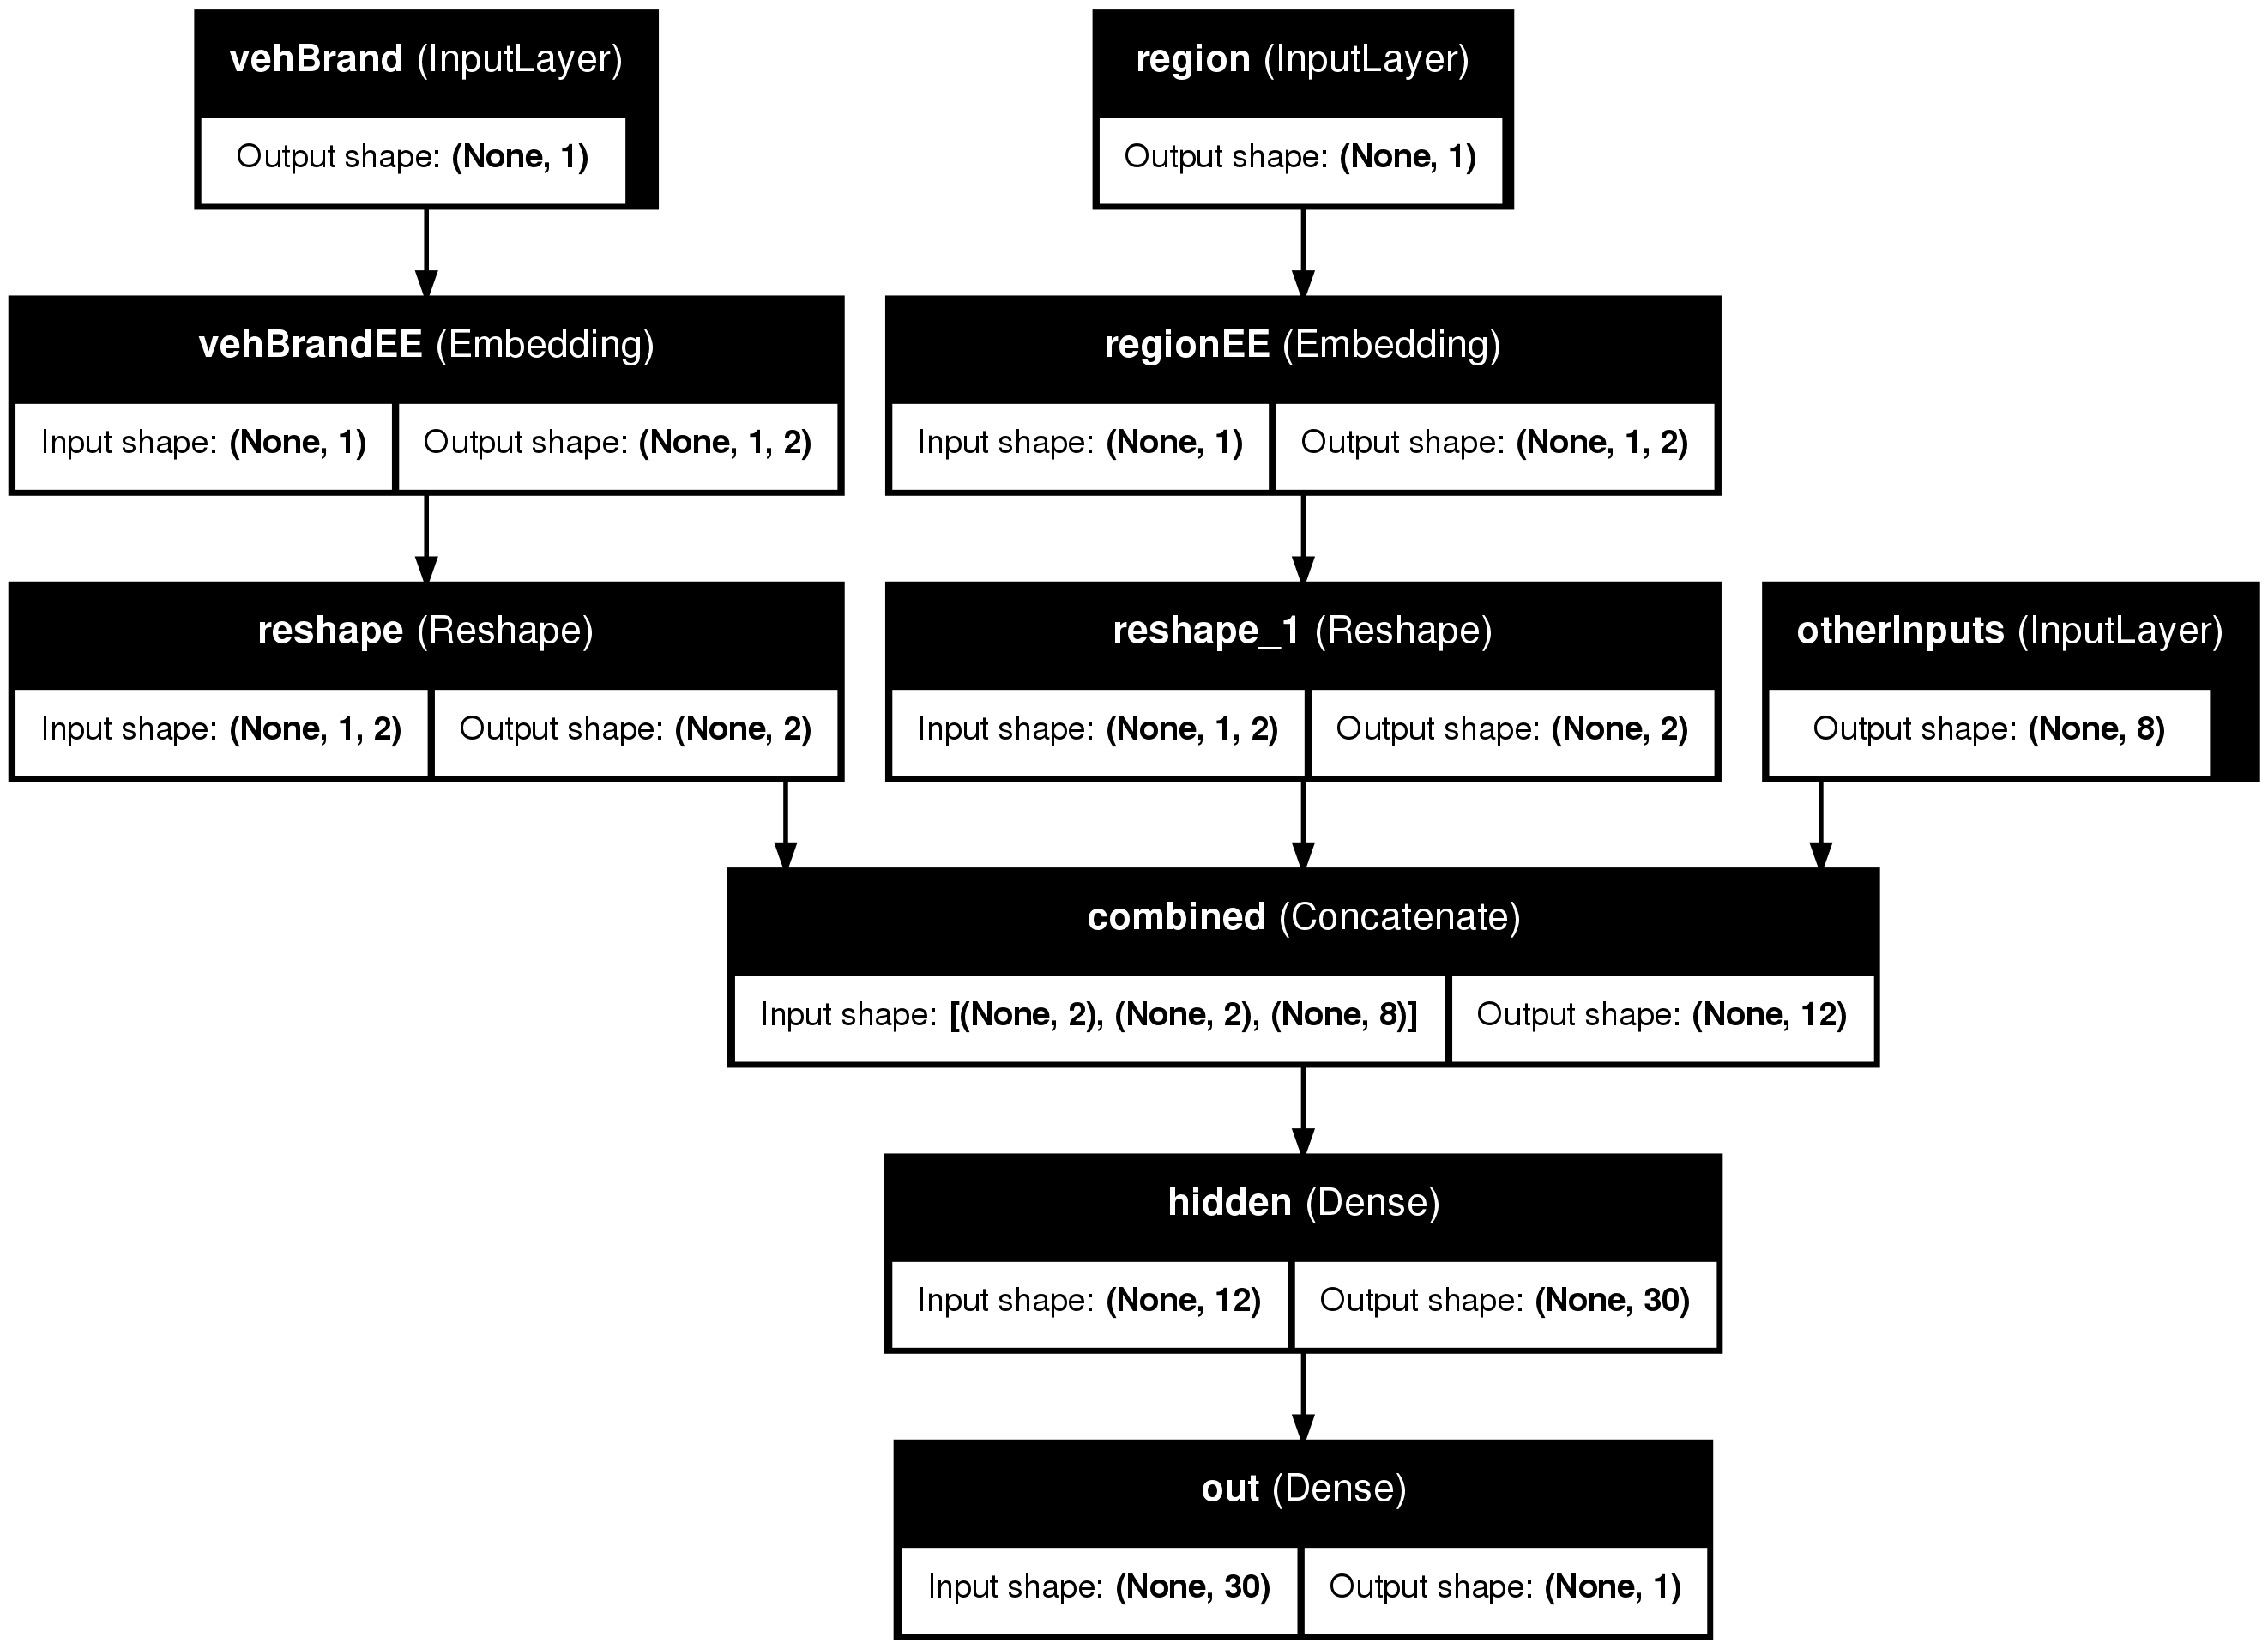 vehBrand (InputLayer)
Output shape: (None, 1)
region (InputLayer)
Output shape: (None, 1)
vehBrandEE (Embedding)
Input shape: (None, 1)
Output shape: (None, 1, 2)
regionEE (Embedding)
Input shape: (None, 1)
Output shape: (None, 1, 2)
reshape (Reshape)
Input shape: (None, 1, 2)
Output shape: (None, 2)
reshape_1 (Reshape)
Input shape: (None, 1, 2)
Output shape: (None, 2)
otherInputs (InputLayer)
Output shape: (None, 8)
combined (Concatenate)
Input shape: [(None, 2), (None, 2), (None, 8)]
Output shape: (None, 12)
hidden (Dense)
Input shape: (None, 12)
Output shape: (None, 30)
out (Dense)
Input shape: (None, 30)
Output shape: (None, 1)